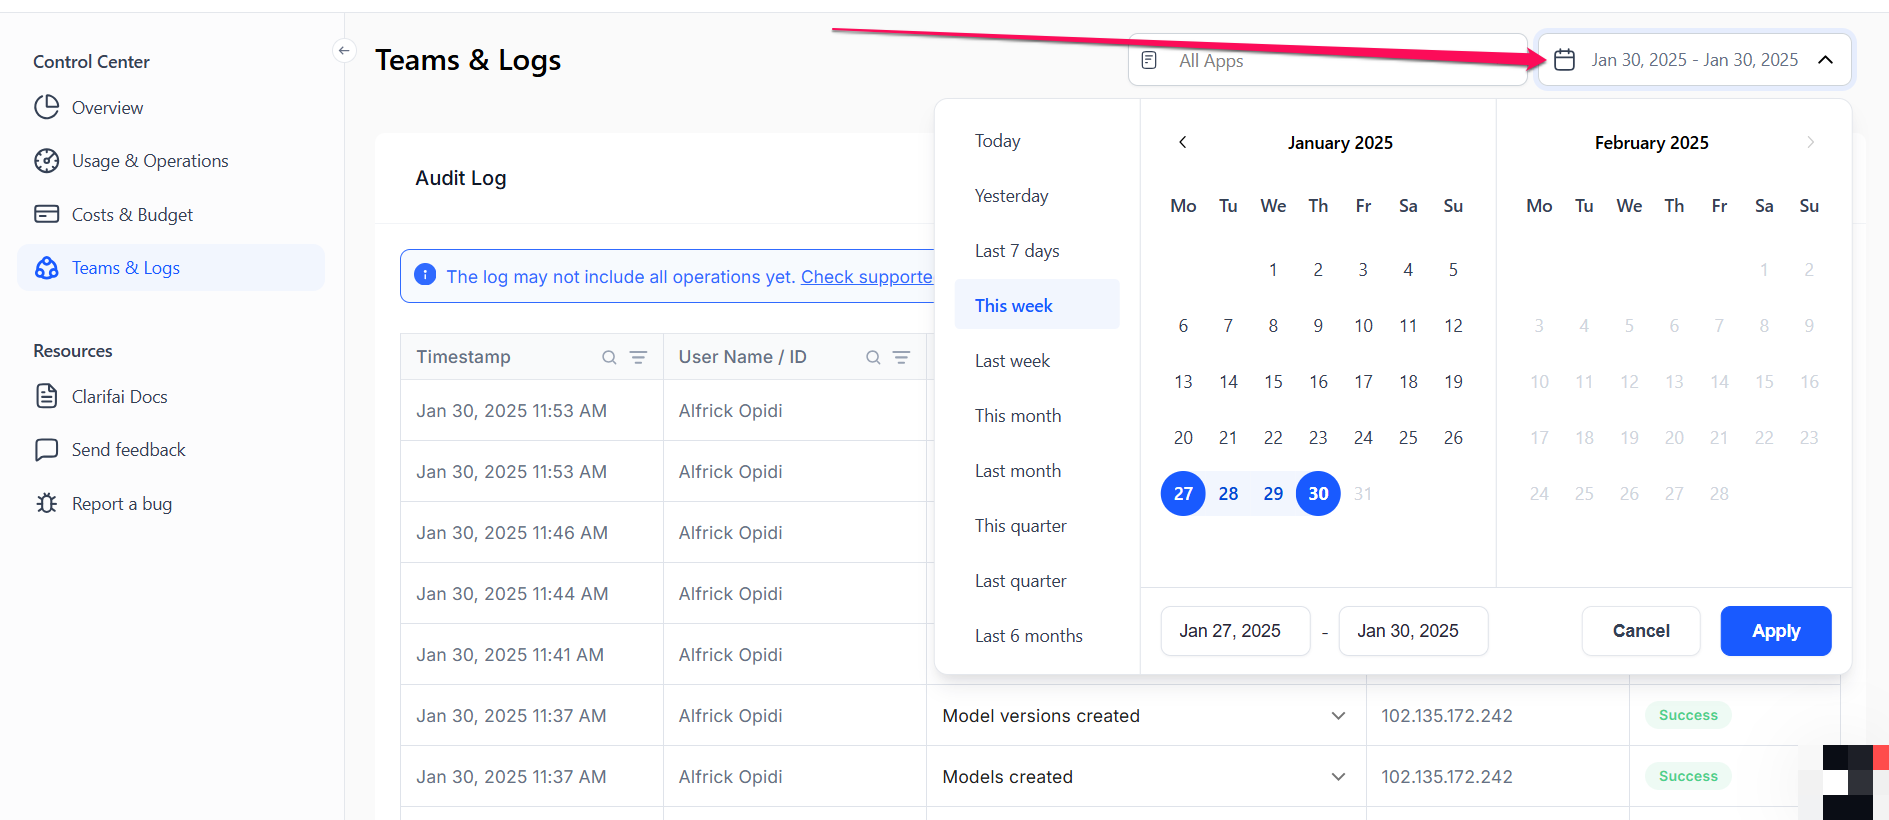 Control Center
Overview
Usage & Operations
Costs & Budget
Teams & Logs
Resources
Clarifai Docs
Send feedback
Report a bug
Teams & Logs
All Apps
Jan 30, 2025 - Jan 30, 2025
Audit Log
The log may not include all operations yet. Check supporte
Timestamp User Name / ID
Jan 30, 2025 11:53 AM Alfrick Opidi
Jan 30, 2025 11:53 AM Alfrick Opidi
Jan 30, 2025 11:46 AM Alfrick Opidi
Jan 30, 2025 11:44 AM Alfrick Opidi
Jan 30, 2025 11:41 AM Alfrick Opidi
Jan 30, 2025 11:37 AM Alfrick Opidi Model versions created 102.135.172.242 Success
Jan 30, 2025 11:37 AM Alfrick Opidi Models created 102.135.172.242 Success
Today
Yesterday
Last 7 days
This week
Last week
This month
Last month
This quarter
Last quarter
Last 6 months
January 2025
Mo Tu We Th Fr Sa Su
1 2 3 4 5
6 7 8 9 10 11 12
13 14 15 16 17 18 19
20 21 22 23 24 25 26
27 28 29 30 31
February 2025
Mo Tu We Th Fr Sa Su
1 2
3 4 5 6 7 8 9
10 11 12 13 14 15 16
17 18 19 20 21 22 23
24 25 26 27 28
Jan 27, 2025 - Jan 30, 2025
Cancel
Apply